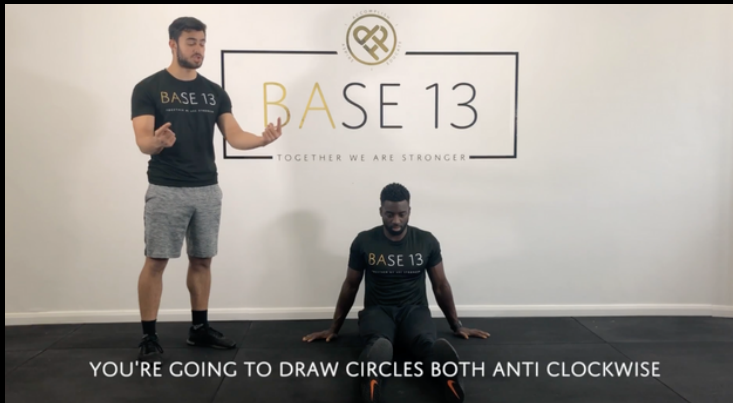 BASE 13
TOGETHER WE ARE STRONGER
BASE 13
BASE 13
YOU'RE GOING TO DRAW CIRCLES BOTH ANTI CLOCKWISE